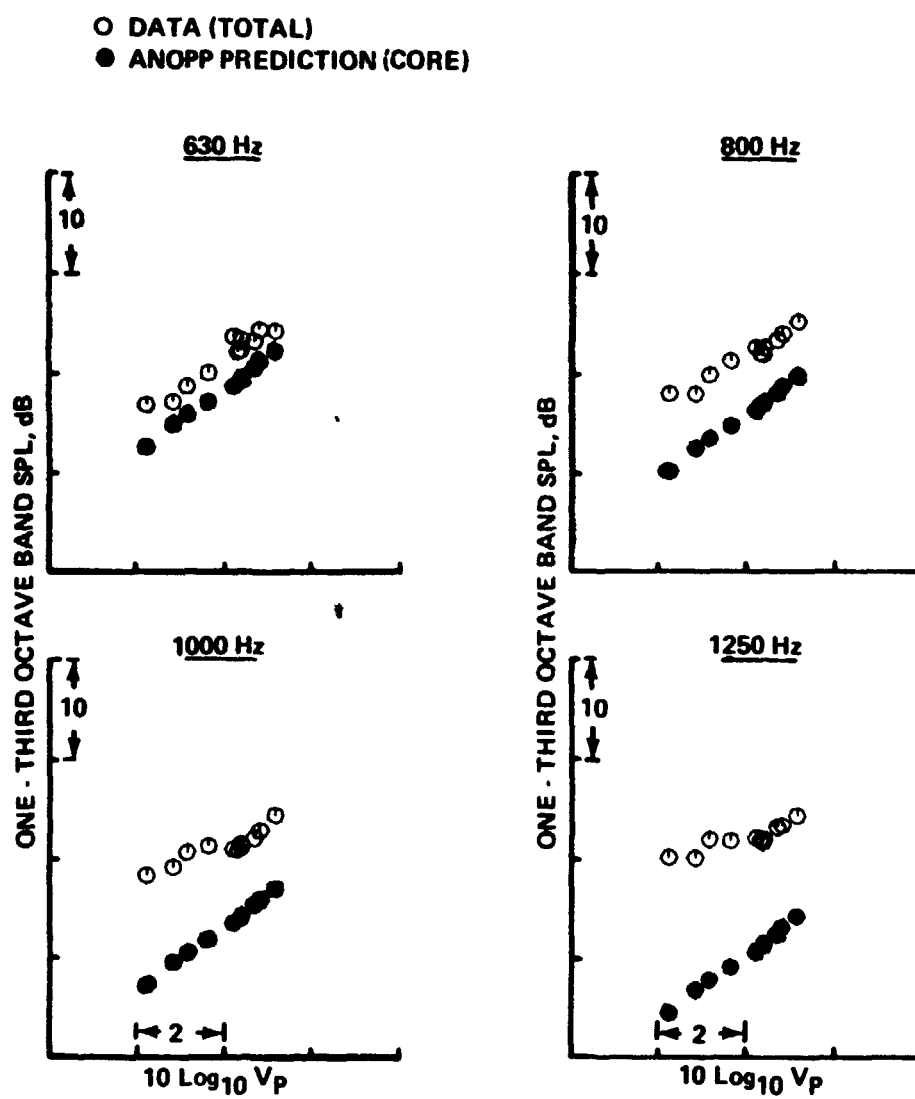 DATA (TOTAL)
ANOPP PREDICTION (CORE)
630 Hz
800 Hz
10
10
ONE - THIRD OCTAVE BAND SPL, dB
ONE - THIRD OCTAVE BAND SPL, dB
1000 Hz
1250 Hz
10
10
2
2
10 Log10 VP
10 Log10 VP